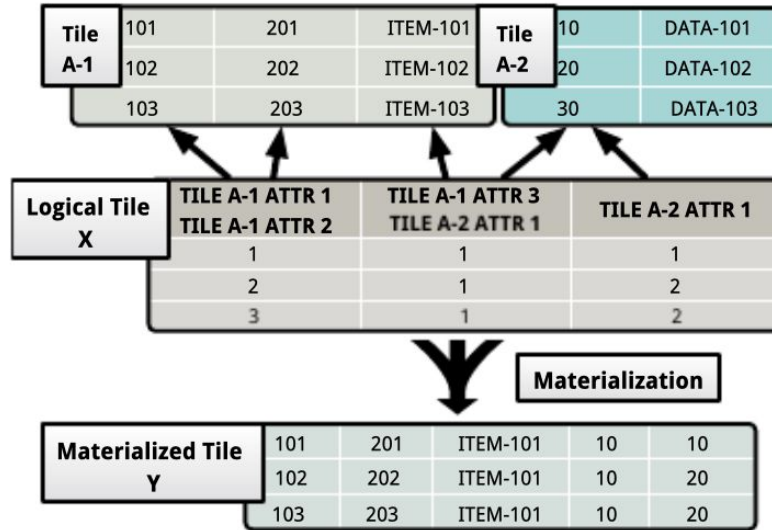 Tile
A-1
101 201 ITEM-101
102 202 ITEM-102
103 203 ITEM-103
Tile
A-2
10 DATA-101
20 DATA-102
30 DATA-103
Logical Tile
X
TILE A-1 ATTR 1
TILE A-1 ATTR 2
TILE A-1 ATTR 3
TILE A-2 ATTR 1
TILE A-2 ATTR 1
1 1 1
2 1 2
3 1 2
Materialization
Materialized Tile
Y
101 201 ITEM-101 10 10
102 202 ITEM-101 10 20
103 203 ITEM-101 10 20